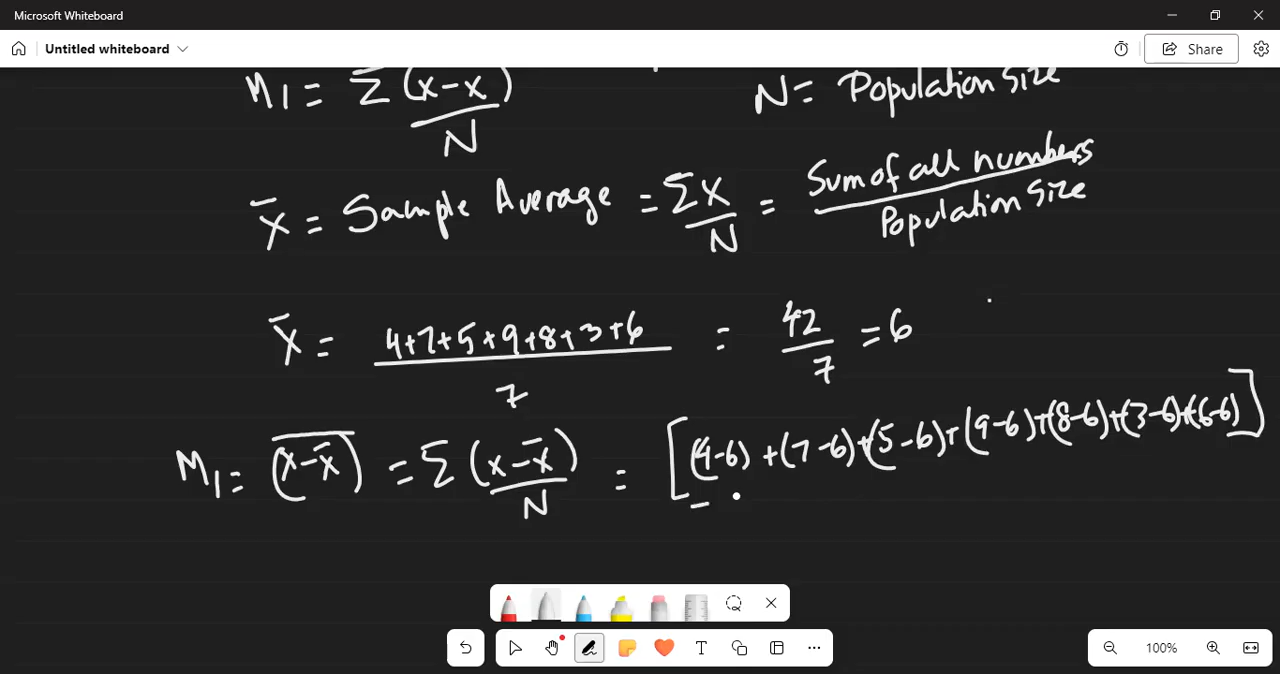 Microsoft Whiteboard
Untitled whiteboard
Share
M1 = Σ(x-x̄)/N
N = Population Size
x̄ = Sample Average = Σx/N = Sum of all numbers/Population Size
x̄ = 4+7+5+9+8+3+6/7 = 42/7 = 6
M1 = (x-x̄) = Σ(x-x̄)/N = [(4-6)+(7-6)+(5-6)+(9-6)+(8-6)+(3-6)+(6-6)]
100%